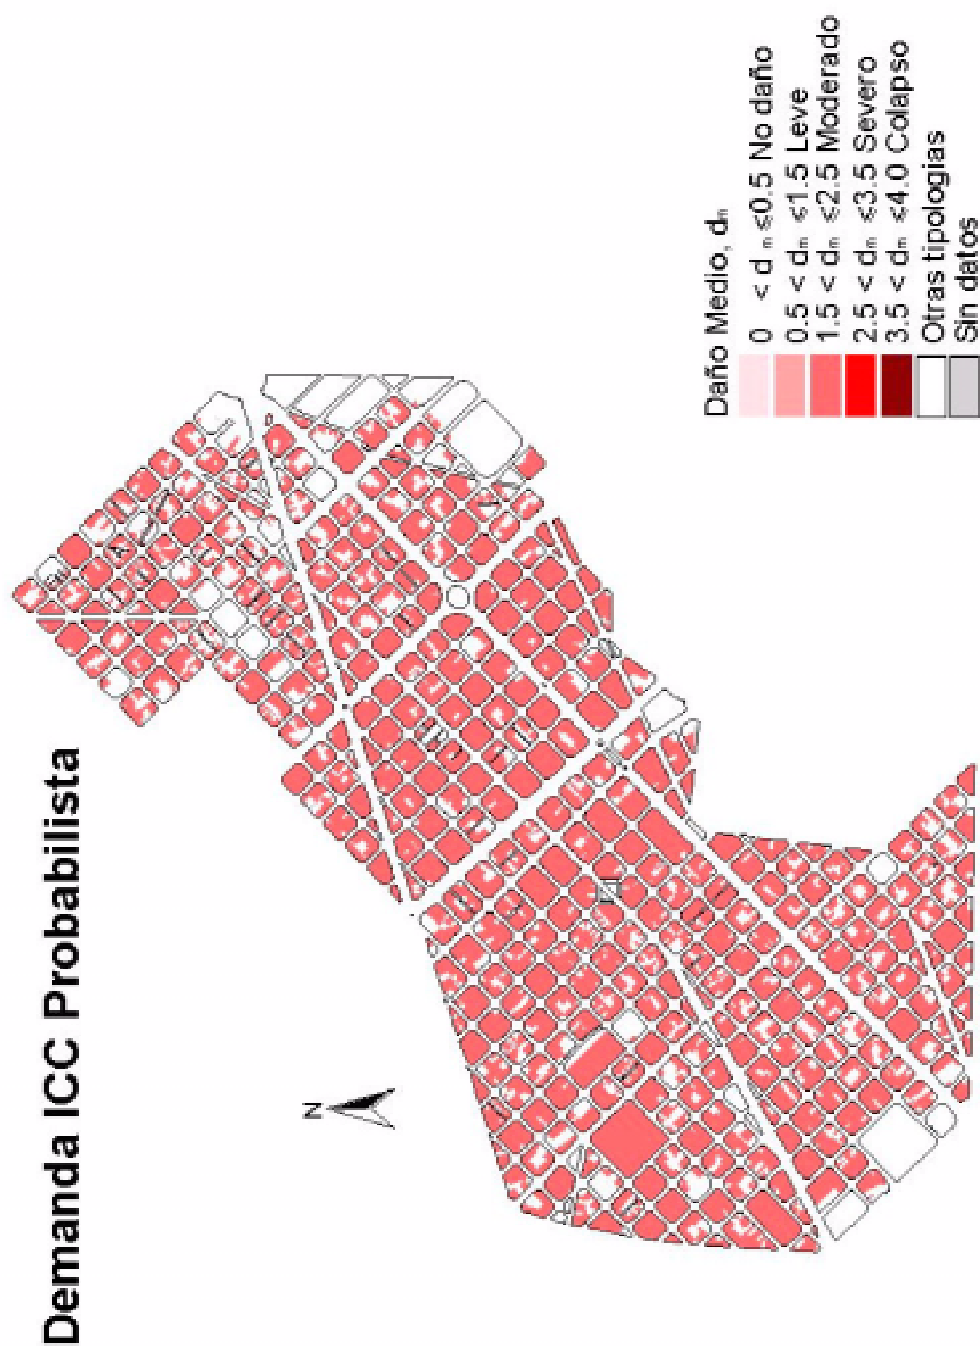 Demanda ICC Probabilista
N
Daño Medio, dₘ
0 < dₘ ≤0.5 No daño
0.5 < dₘ ≤1.5 Leve
1.5 < dₘ ≤2.5 Moderado
2.5 < dₘ ≤3.5 Severo
3.5 < dₘ ≤4.0 Colapso
Otras tipologias
Sin datos